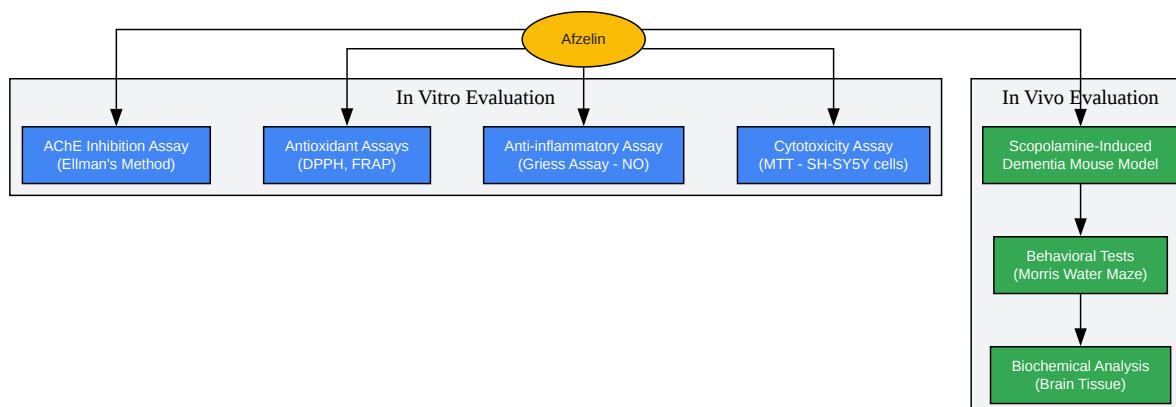 Afzelin
In Vitro Evaluation
AChE Inhibition Assay
(Ellman's Method)
Antioxidant Assays
(DPPH, FRAP)
Anti-inflammatory Assay
(Griess Assay - NO)
Cytotoxicity Assay
(MTT - SH-SY5Y cells)
In Vivo Evaluation
Scopolamine-Induced
Dementia Mouse Model
Behavioral Tests
(Morris Water Maze)
Biochemical Analysis
(Brain Tissue)